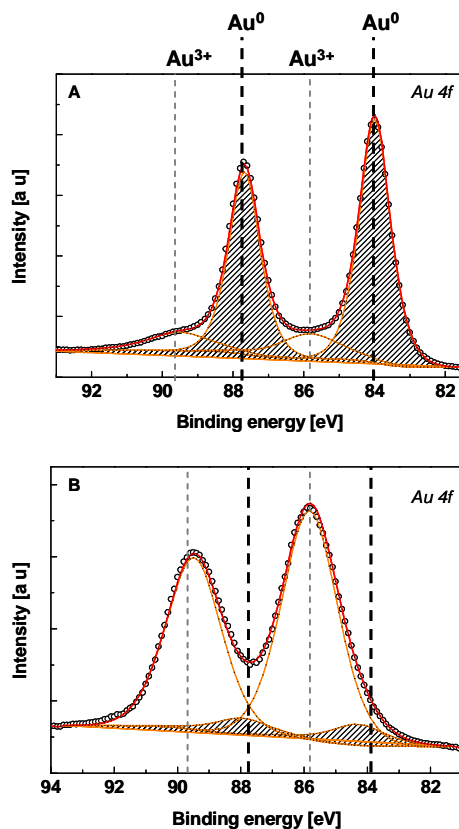 Au⁰ Au⁰
Au³⁺ Au³⁺
A Au 4f
Intensity [a u]
92 90 88 86 84 82
Binding energy [eV]
B Au 4f
Intensity [a u]
94 92 90 88 86 84 82
Binding energy [eV]